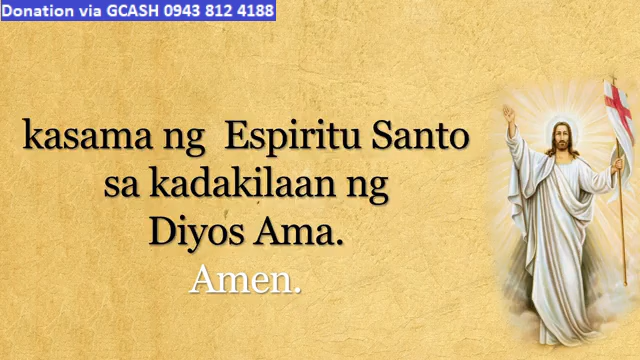 Donation via GCASH 0943 812 4188
kasama ng Espiritu Santo
sa kadakilaan ng
Diyos Ama.
Amen.